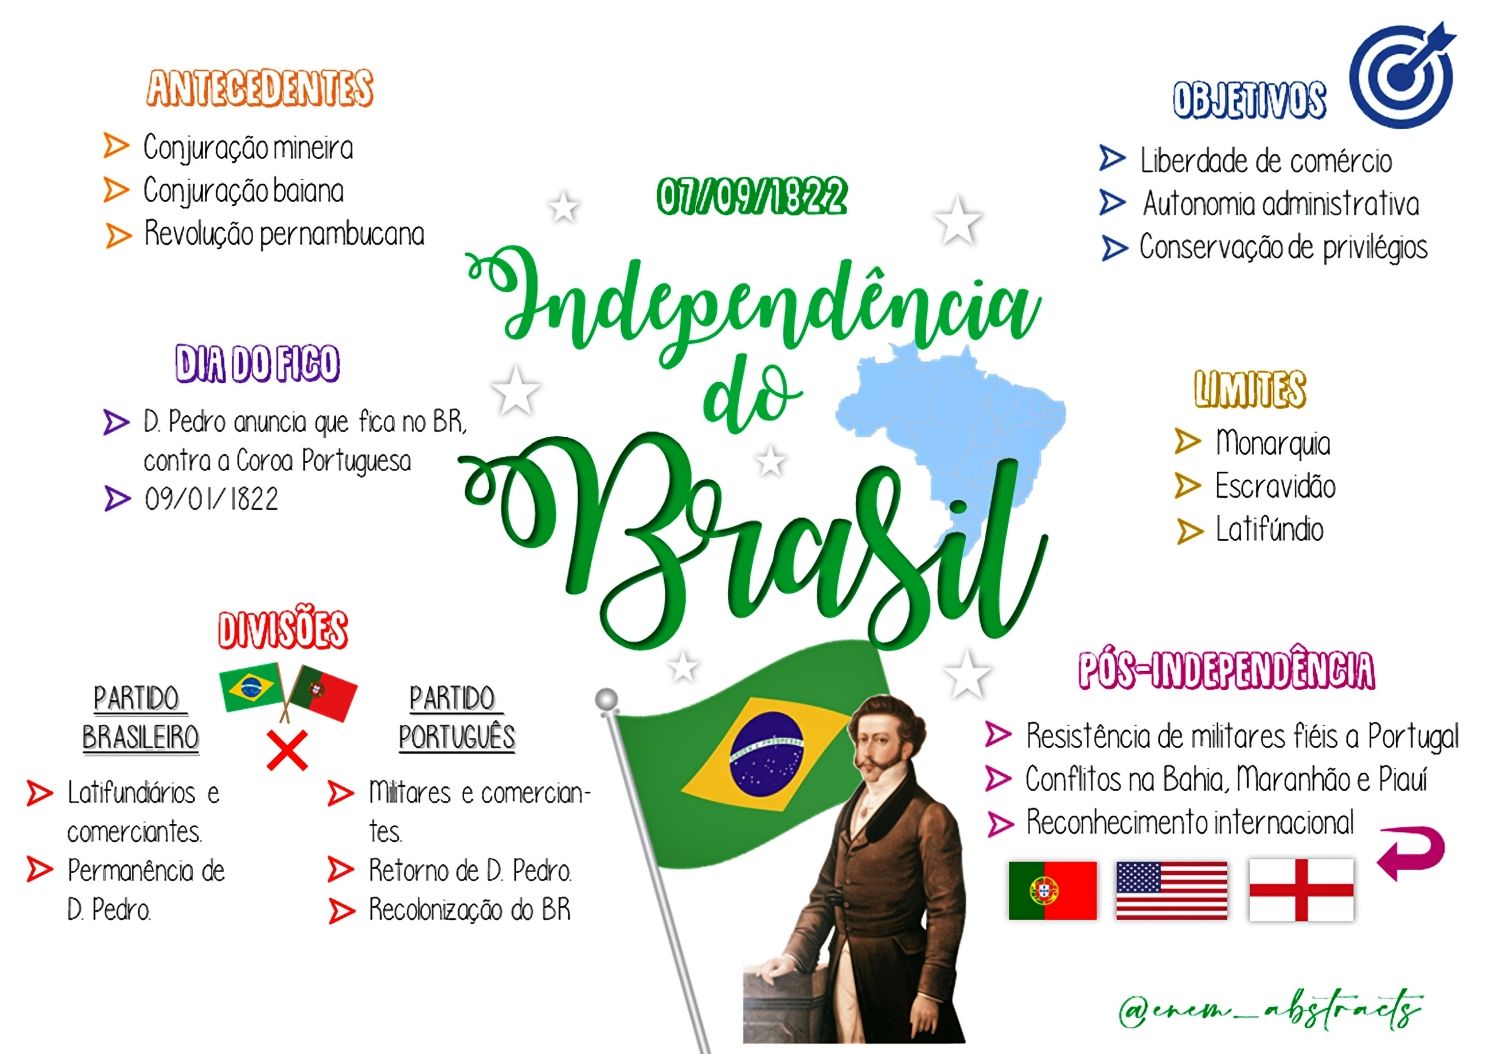 07/09/1822
Independência
do
Brasil
ANTECEDENTES
Conjuração mineira
Conjuração baiana
Revolução pernambucana
DIA DO FICO
D. Pedro anuncia que fica no BR,
contra a Coroa Portuguesa
09/01/1822
DIVISÕES
PARTIDO
BRASILEIRO
Latifundiários e
comerciantes.
Permanência de
D. Pedro.
PARTIDO
PORTUGUÊS
Militares e comercian-
tes.
Retorno de D. Pedro.
Recolonização do BR
OBJETIVOS
Liberdade de comércio
Autonomia administrativa
Conservação de privilégios
LIMITES
Monarquia
Escravidão
Latifúndio
PÓS-INDEPENDÊNCIA
Resistência de militares fiéis a Portugal
Conflitos na Bahia, Maranhão e Piauí
Reconhecimento internacional
@enem_abstracts